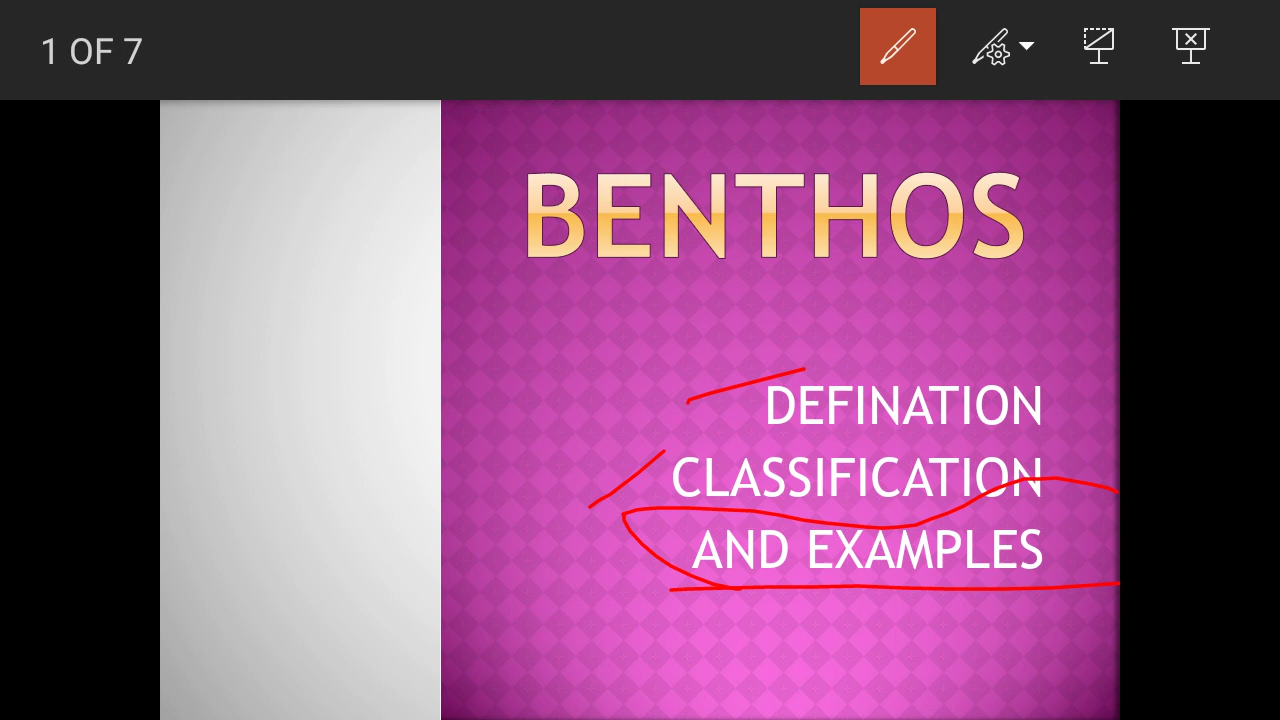 1 OF 7
BENTHOS
DEFINATION
CLASSIFICATION
AND EXAMPLES